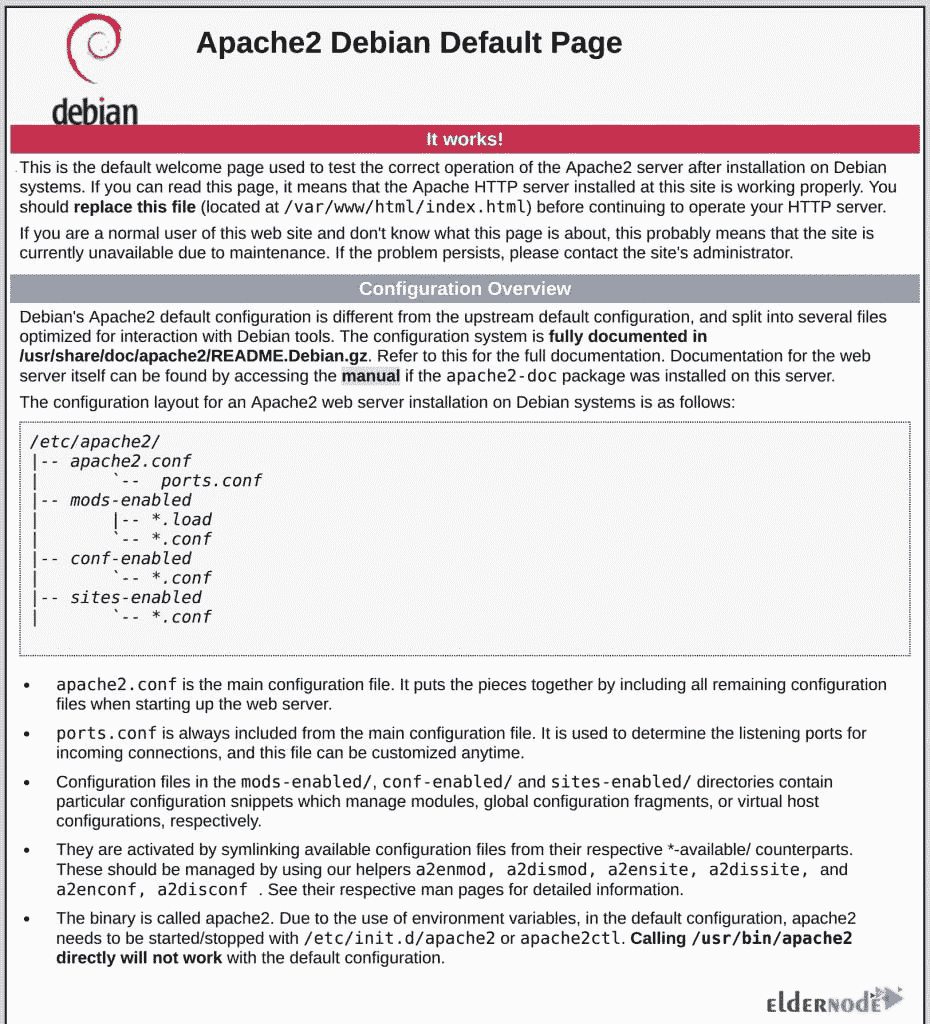 debian
Apache2 Debian Default Page
It works!
This is the default welcome page used to test the correct operation of the Apache2 server after installation on Debian
systems. If you can read this page, it means that the Apache HTTP server installed at this site is working properly. You
should replace this file (located at /var/www/html/index.html) before continuing to operate your HTTP server.
If you are a normal user of this web site and don't know what this page is about, this probably means that the site is
currently unavailable due to maintenance. If the problem persists, please contact the site's administrator.
Configuration Overview
Debian's Apache2 default configuration is different from the upstream default configuration, and split into several files
optimized for interaction with Debian tools. The configuration system is fully documented in
/usr/share/doc/apache2/README.Debian.gz. Refer to this for the full documentation. Documentation for the web
server itself can be found by accessing the manual if the apache2-doc package was installed on this server.
The configuration layout for an Apache2 web server installation on Debian systems is as follows:
/etc/apache2/
|-- apache2.conf
|       `--  ports.conf
|-- mods-enabled
|       |-- *.load
|       `-- *.conf
|-- conf-enabled
|       `-- *.conf
|-- sites-enabled
|       `-- *.conf
• apache2.conf is the main configuration file. It puts the pieces together by including all remaining configuration
files when starting up the web server.
• ports.conf is always included from the main configuration file. It is used to determine the listening ports for
incoming connections, and this file can be customized anytime.
• Configuration files in the mods-enabled/, conf-enabled/ and sites-enabled/ directories contain
particular configuration snippets which manage modules, global configuration fragments, or virtual host
configurations, respectively.
• They are activated by symlinking available configuration files from their respective *-available/ counterparts.
These should be managed by using our helpers a2enmod, a2dismod, a2ensite, a2dissite, and
a2enconf, a2disconf . See their respective man pages for detailed information.
• The binary is called apache2. Due to the use of environment variables, in the default configuration, apache2
needs to be started/stopped with /etc/init.d/apache2 or apache2ctl. Calling /usr/bin/apache2
directly will not work with the default configuration.
elDERNODE